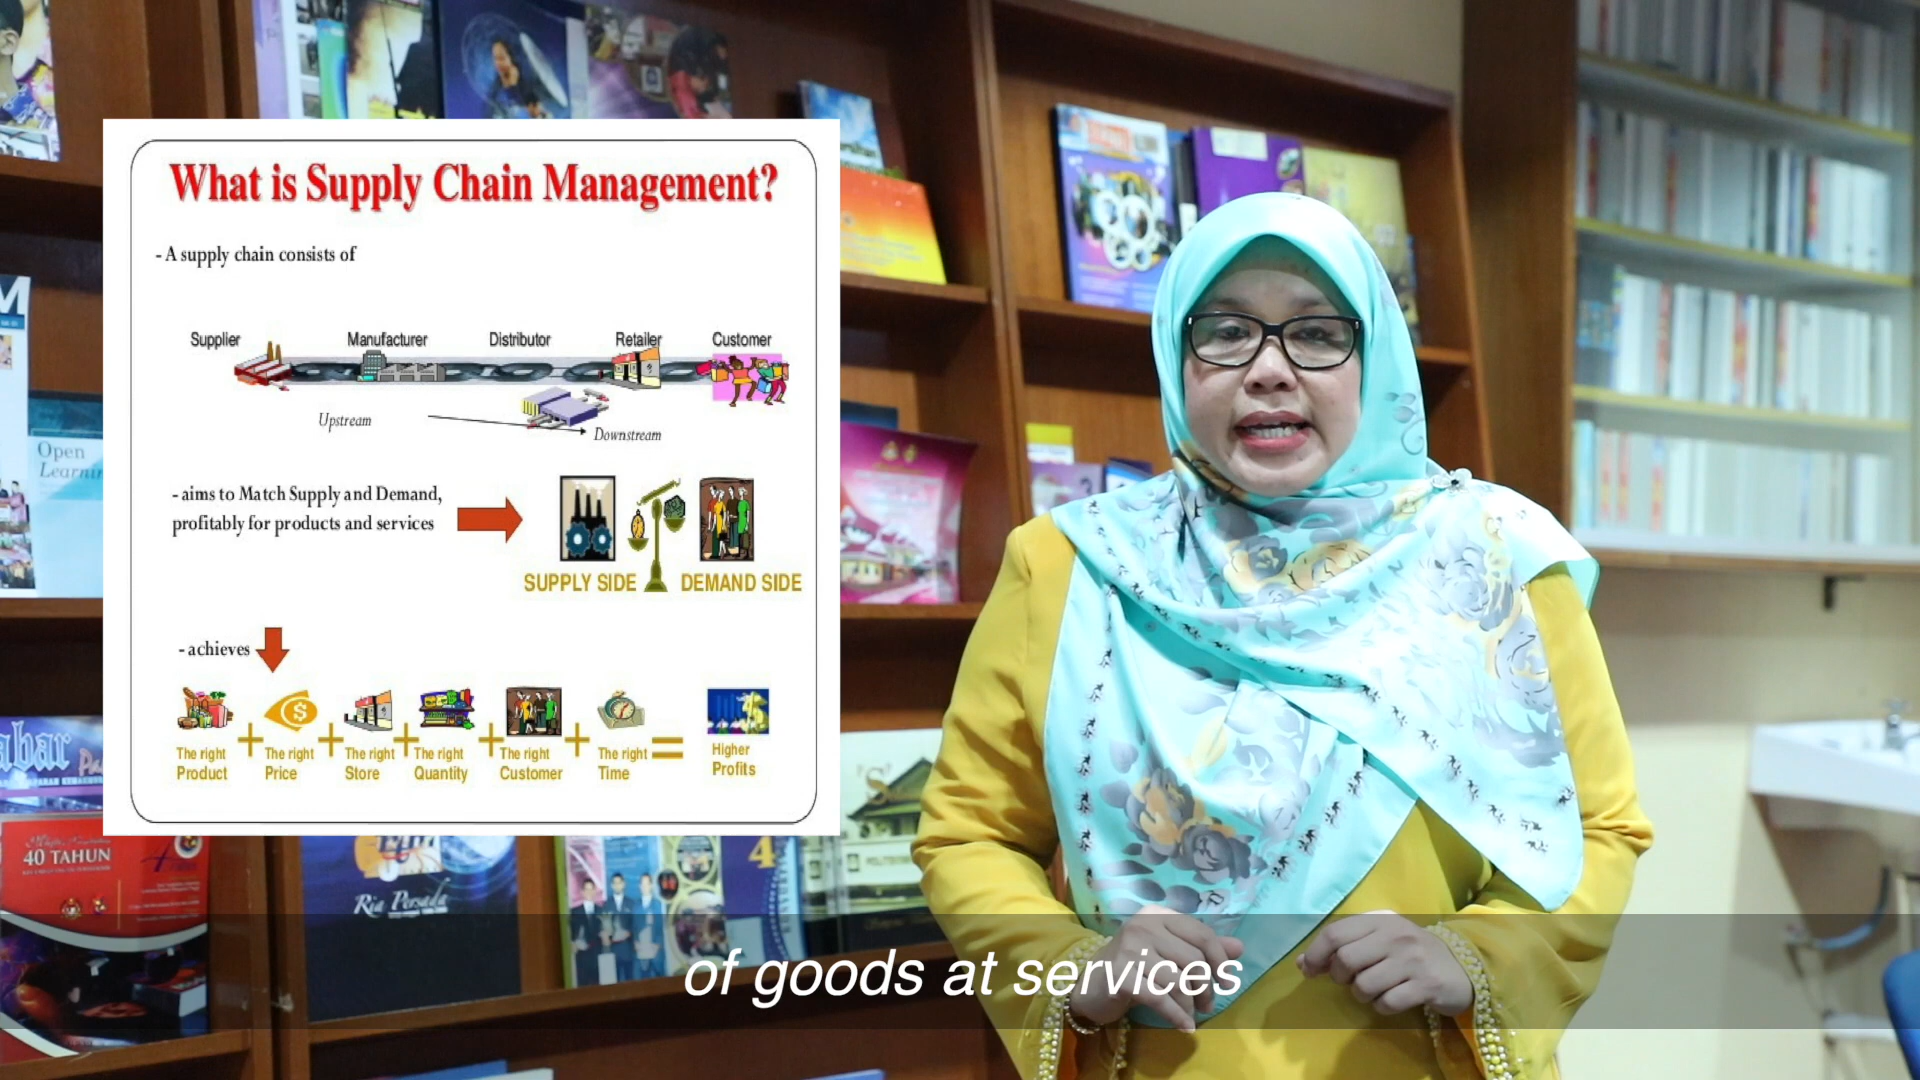 What is Supply Chain Management?
- A supply chain consists of
Supplier
Manufacturer
Distributor
Retailer
Customer
Upstream
Downstream
- aims to Match Supply and Demand,
profitably for products and services
SUPPLY SIDE
DEMAND SIDE
- achieves
The right
Product
The right
Price
The right
Store
The right
Quantity
The right
Customer
The right
Time
Higher
Profits
Open
40 TAHUN
Ria Persada
4
of goods at services